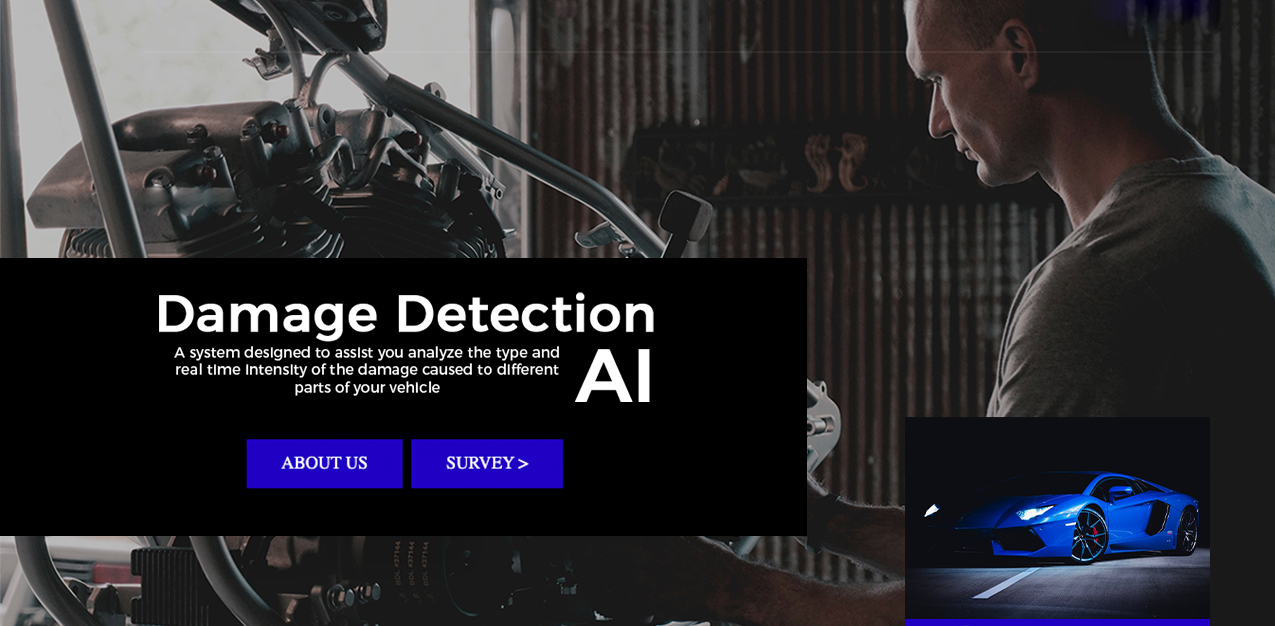 Damage Detection
A system designed to assist you analyze the type and
real time intensity of the damage caused to different
parts of your vehicle
AI
ABOUT US
SURVEY >